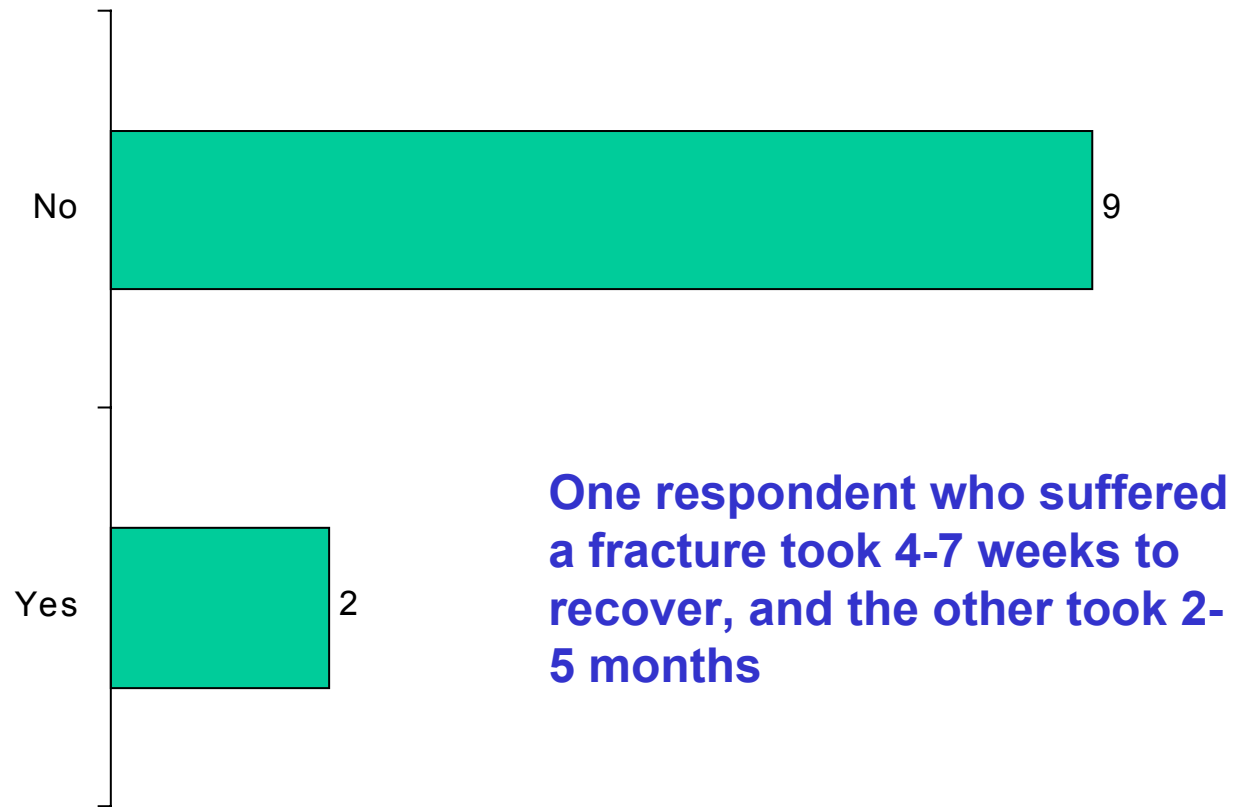 No
9
Yes
2
One respondent who suffered
a fracture took 4-7 weeks to
recover, and the other took 2-
5 months